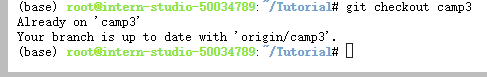 (base) root@intern-studio-50034789:~/Tutorial# git checkout camp3
Already on 'camp3'
Your branch is up to date with 'origin/camp3'.
(base) root@intern-studio-50034789:~/Tutorial#